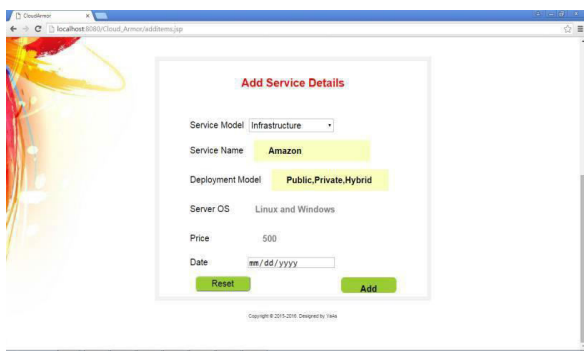 CloudArmor
localhost:8080/Cloud_Armor/additems.jsp
Add Service Details
Service Model Infrastructure
Service Name Amazon
Deployment Model Public,Private,Hybrid
Server OS Linux and Windows
Price 500
Date mm/dd/yyyy
Reset Add
Copyright © 2015-2016. Designed by